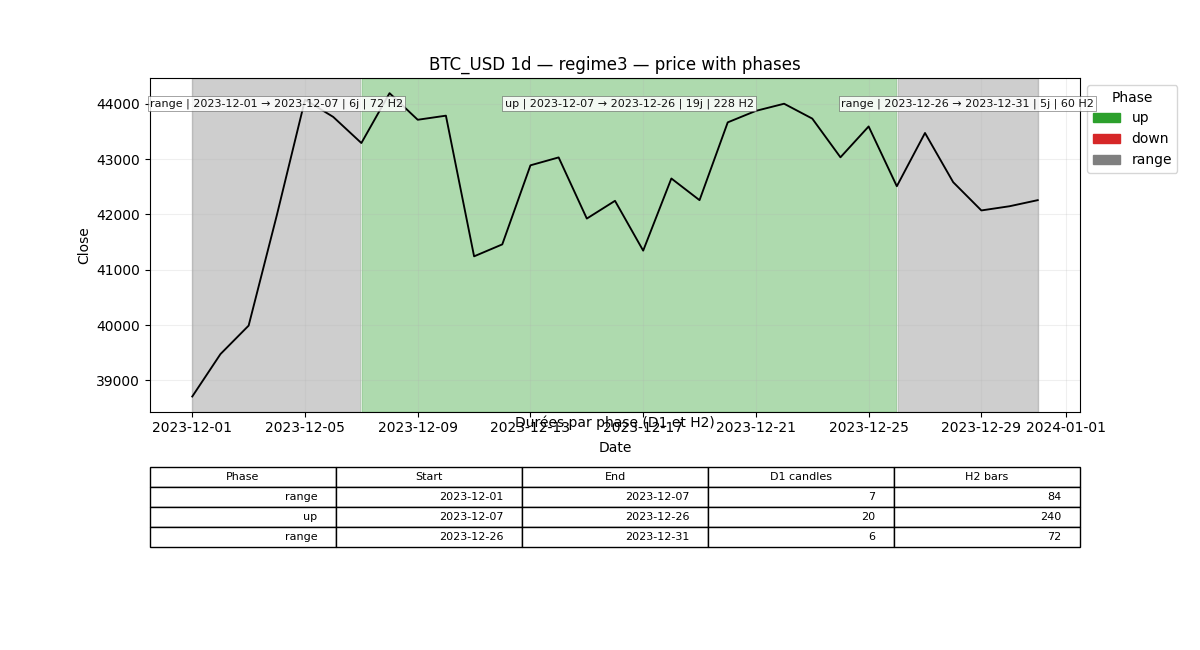 BTC_USD 1d — regime3 — price with phases
44000
range | 2023-12-01 → 2023-12-07 | 6j | 72 H2
up | 2023-12-07 → 2023-12-26 | 19j | 228 H2
range | 2023-12-26 → 2023-12-31 | 5j | 60 H2
Phase
up
down
range
43000
42000
Close
41000
40000
39000
Durées par phase (D1 et H2)
2023-12-01 2023-12-05 2023-12-09 2023-12-13 2023-12-17 2023-12-21 2023-12-25 2023-12-29 2024-01-01
Date
Phase Start End D1 candles H2 bars
range 2023-12-01 2023-12-07 7 84
up 2023-12-07 2023-12-26 20 240
range 2023-12-26 2023-12-31 6 72